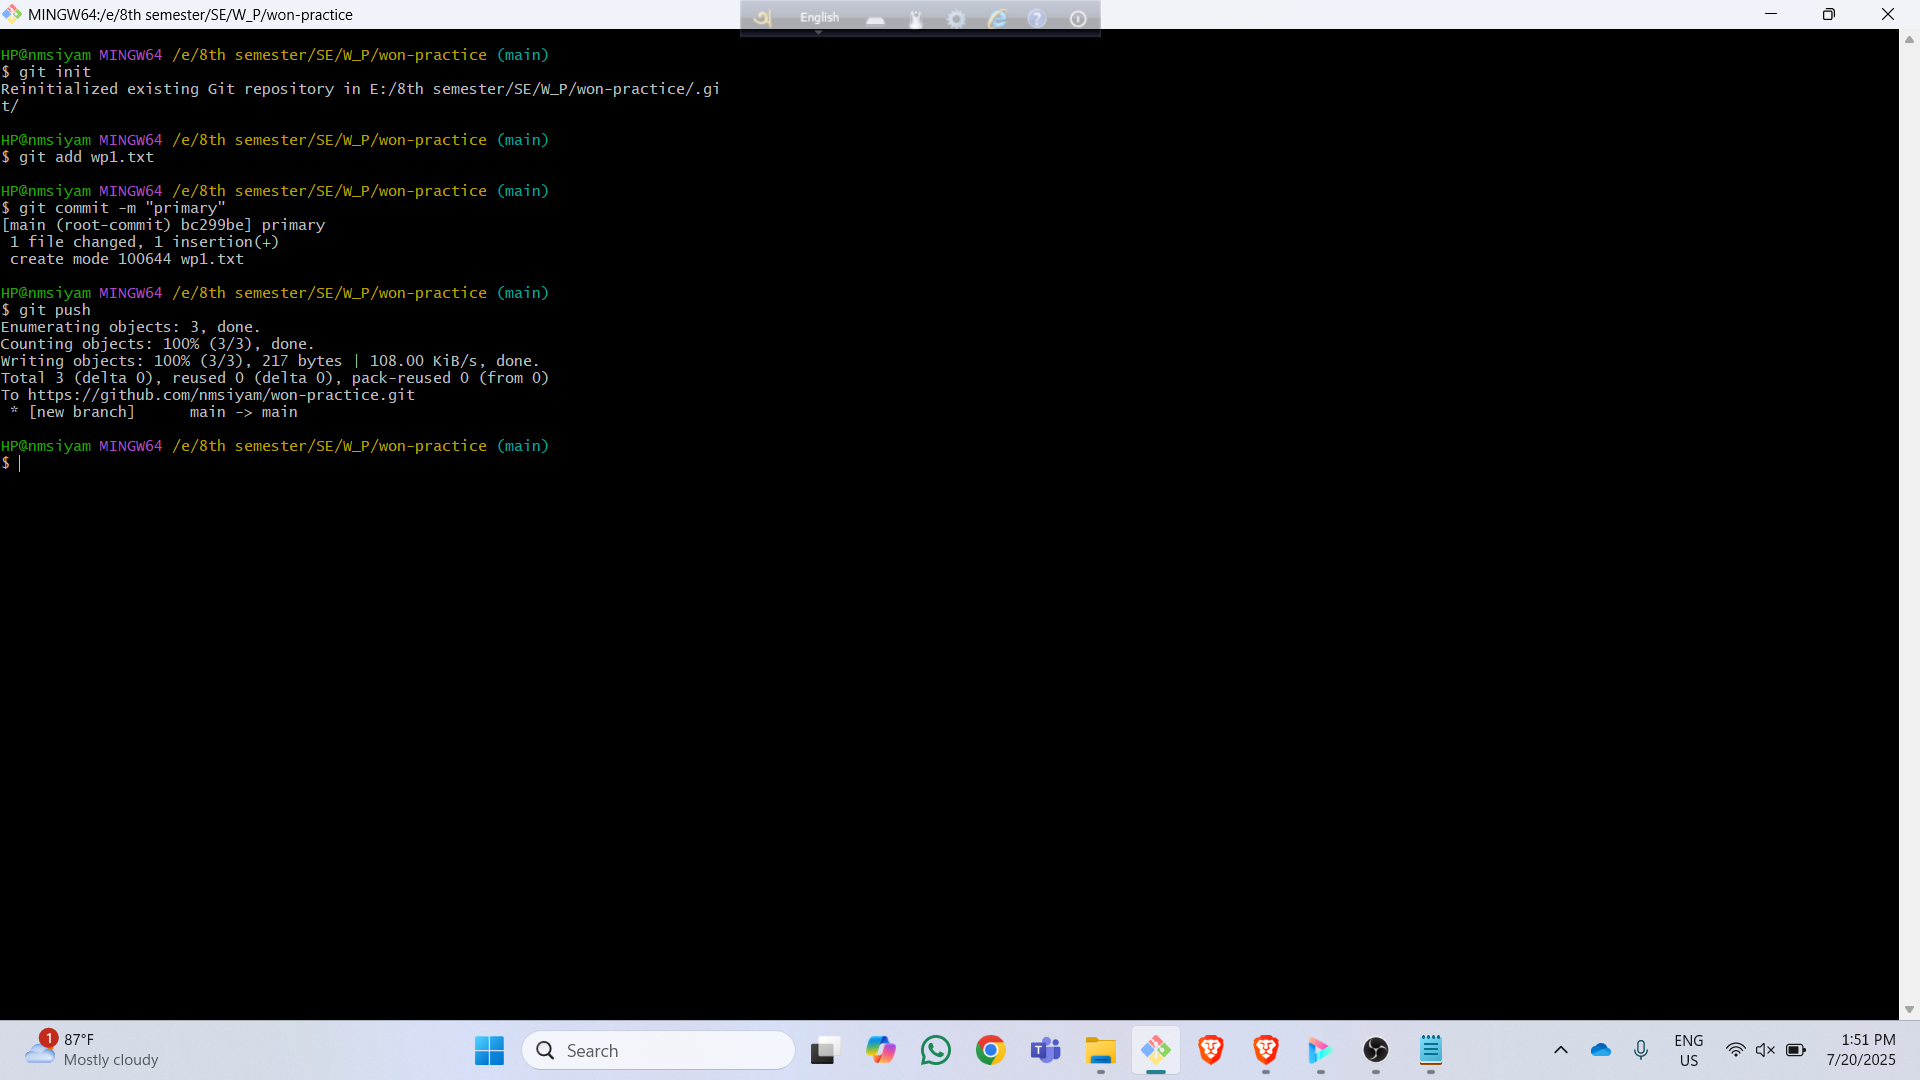 MINGW64:/e/8th semester/SE/W_P/won-practice
English
HP@nmsiyam MINGW64 /e/8th semester/SE/W_P/won-practice (main)
$ git init
Reinitialized existing Git repository in E:/8th semester/SE/W_P/won-practice/.gi
t/
HP@nmsiyam MINGW64 /e/8th semester/SE/W_P/won-practice (main)
$ git add wp1.txt
HP@nmsiyam MINGW64 /e/8th semester/SE/W_P/won-practice (main)
$ git commit -m "primary"
[main (root-commit) bc299be] primary
 1 file changed, 1 insertion(+)
 create mode 100644 wp1.txt
HP@nmsiyam MINGW64 /e/8th semester/SE/W_P/won-practice (main)
$ git push
Enumerating objects: 3, done.
Counting objects: 100% (3/3), done.
Writing objects: 100% (3/3), 217 bytes | 108.00 KiB/s, done.
Total 3 (delta 0), reused 0 (delta 0), pack-reused 0 (from 0)
To https://github.com/nmsiyam/won-practice.git
 * [new branch]      main -> main
HP@nmsiyam MINGW64 /e/8th semester/SE/W_P/won-practice (main)
$
1
87°F
Mostly cloudy
Search
ENG
US
1:51 PM
7/20/2025